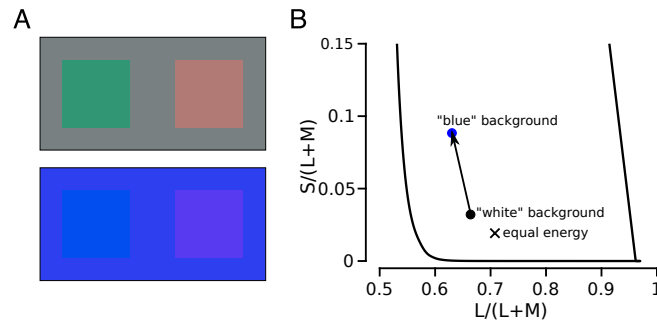 A
B
0.15
"blue" background
0.1
S/(L+M)
0.05
"white" background
equal energy
0
0.5 0.6 0.7 0.8 0.9 1
L/(L+M)